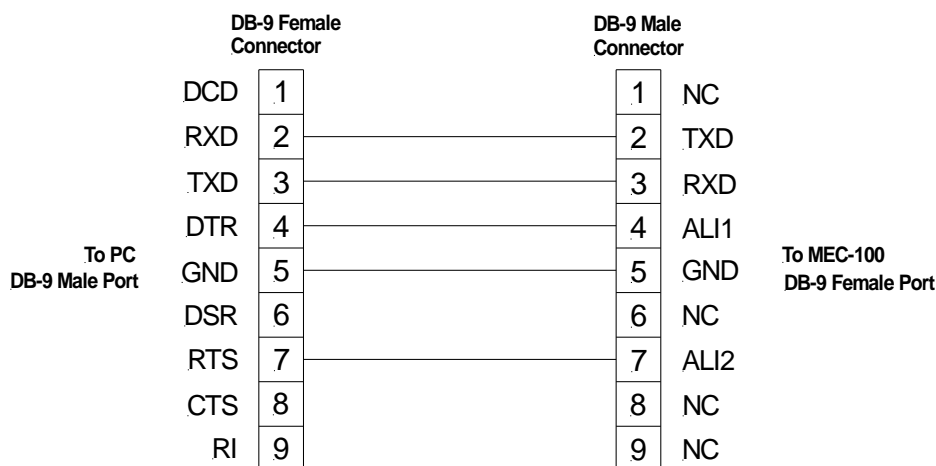 DB-9 Female
Connector
DB-9 Male
Connector
DCD 1 1 NC
RXD 2 2 TXD
TXD 3 3 RXD
DTR 4 4 ALI1
To PC
DB-9 Male Port
GND 5 5 GND
To MEC-100
DB-9 Female Port
DSR 6 6 NC
RTS 7 7 ALI2
CTS 8 8 NC
RI 9 9 NC